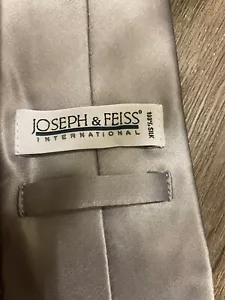 JOSEPH & FEISS®
INTERNATIONAL
100% SILK